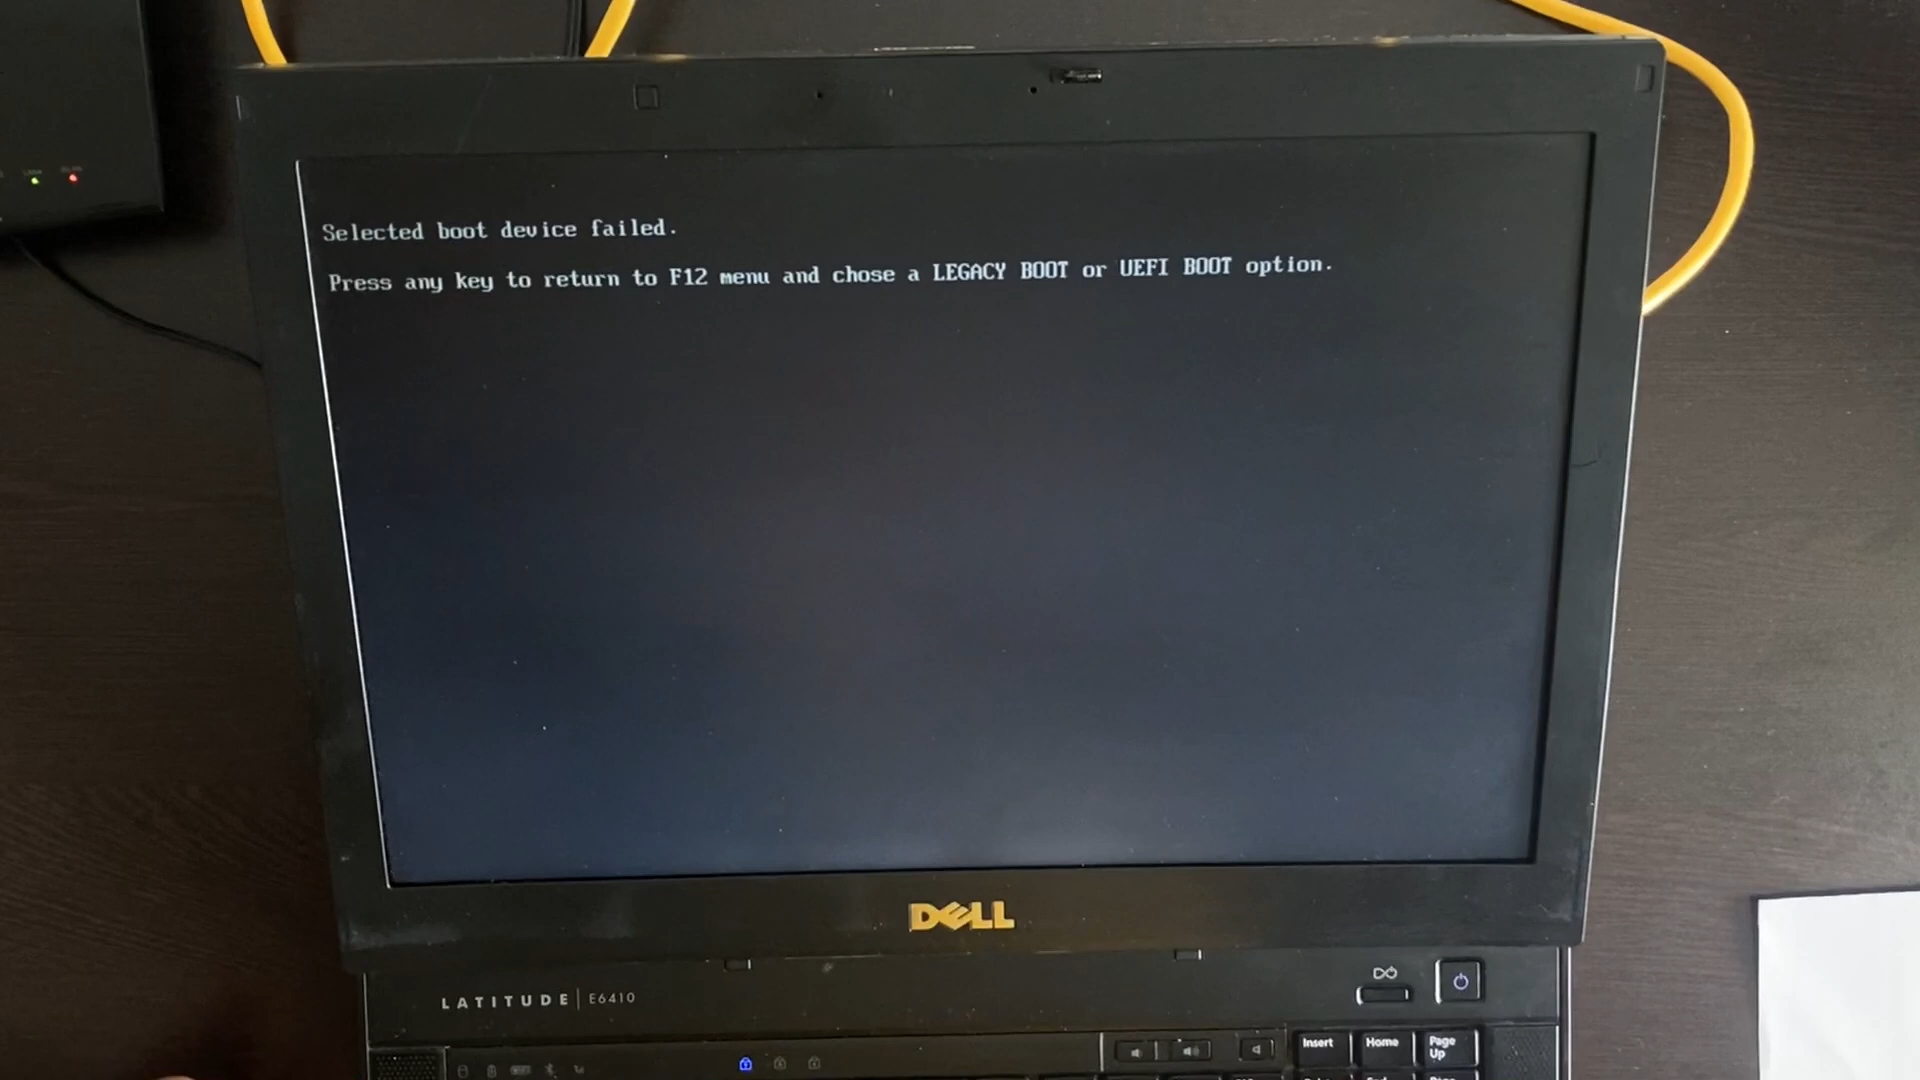 Selected boot device failed.
Press any key to return to F12 menu and chose a LEGACY BOOT or UEFI BOOT option.
DELL
LATITUDE E6410
Insert
Home
Page
Up